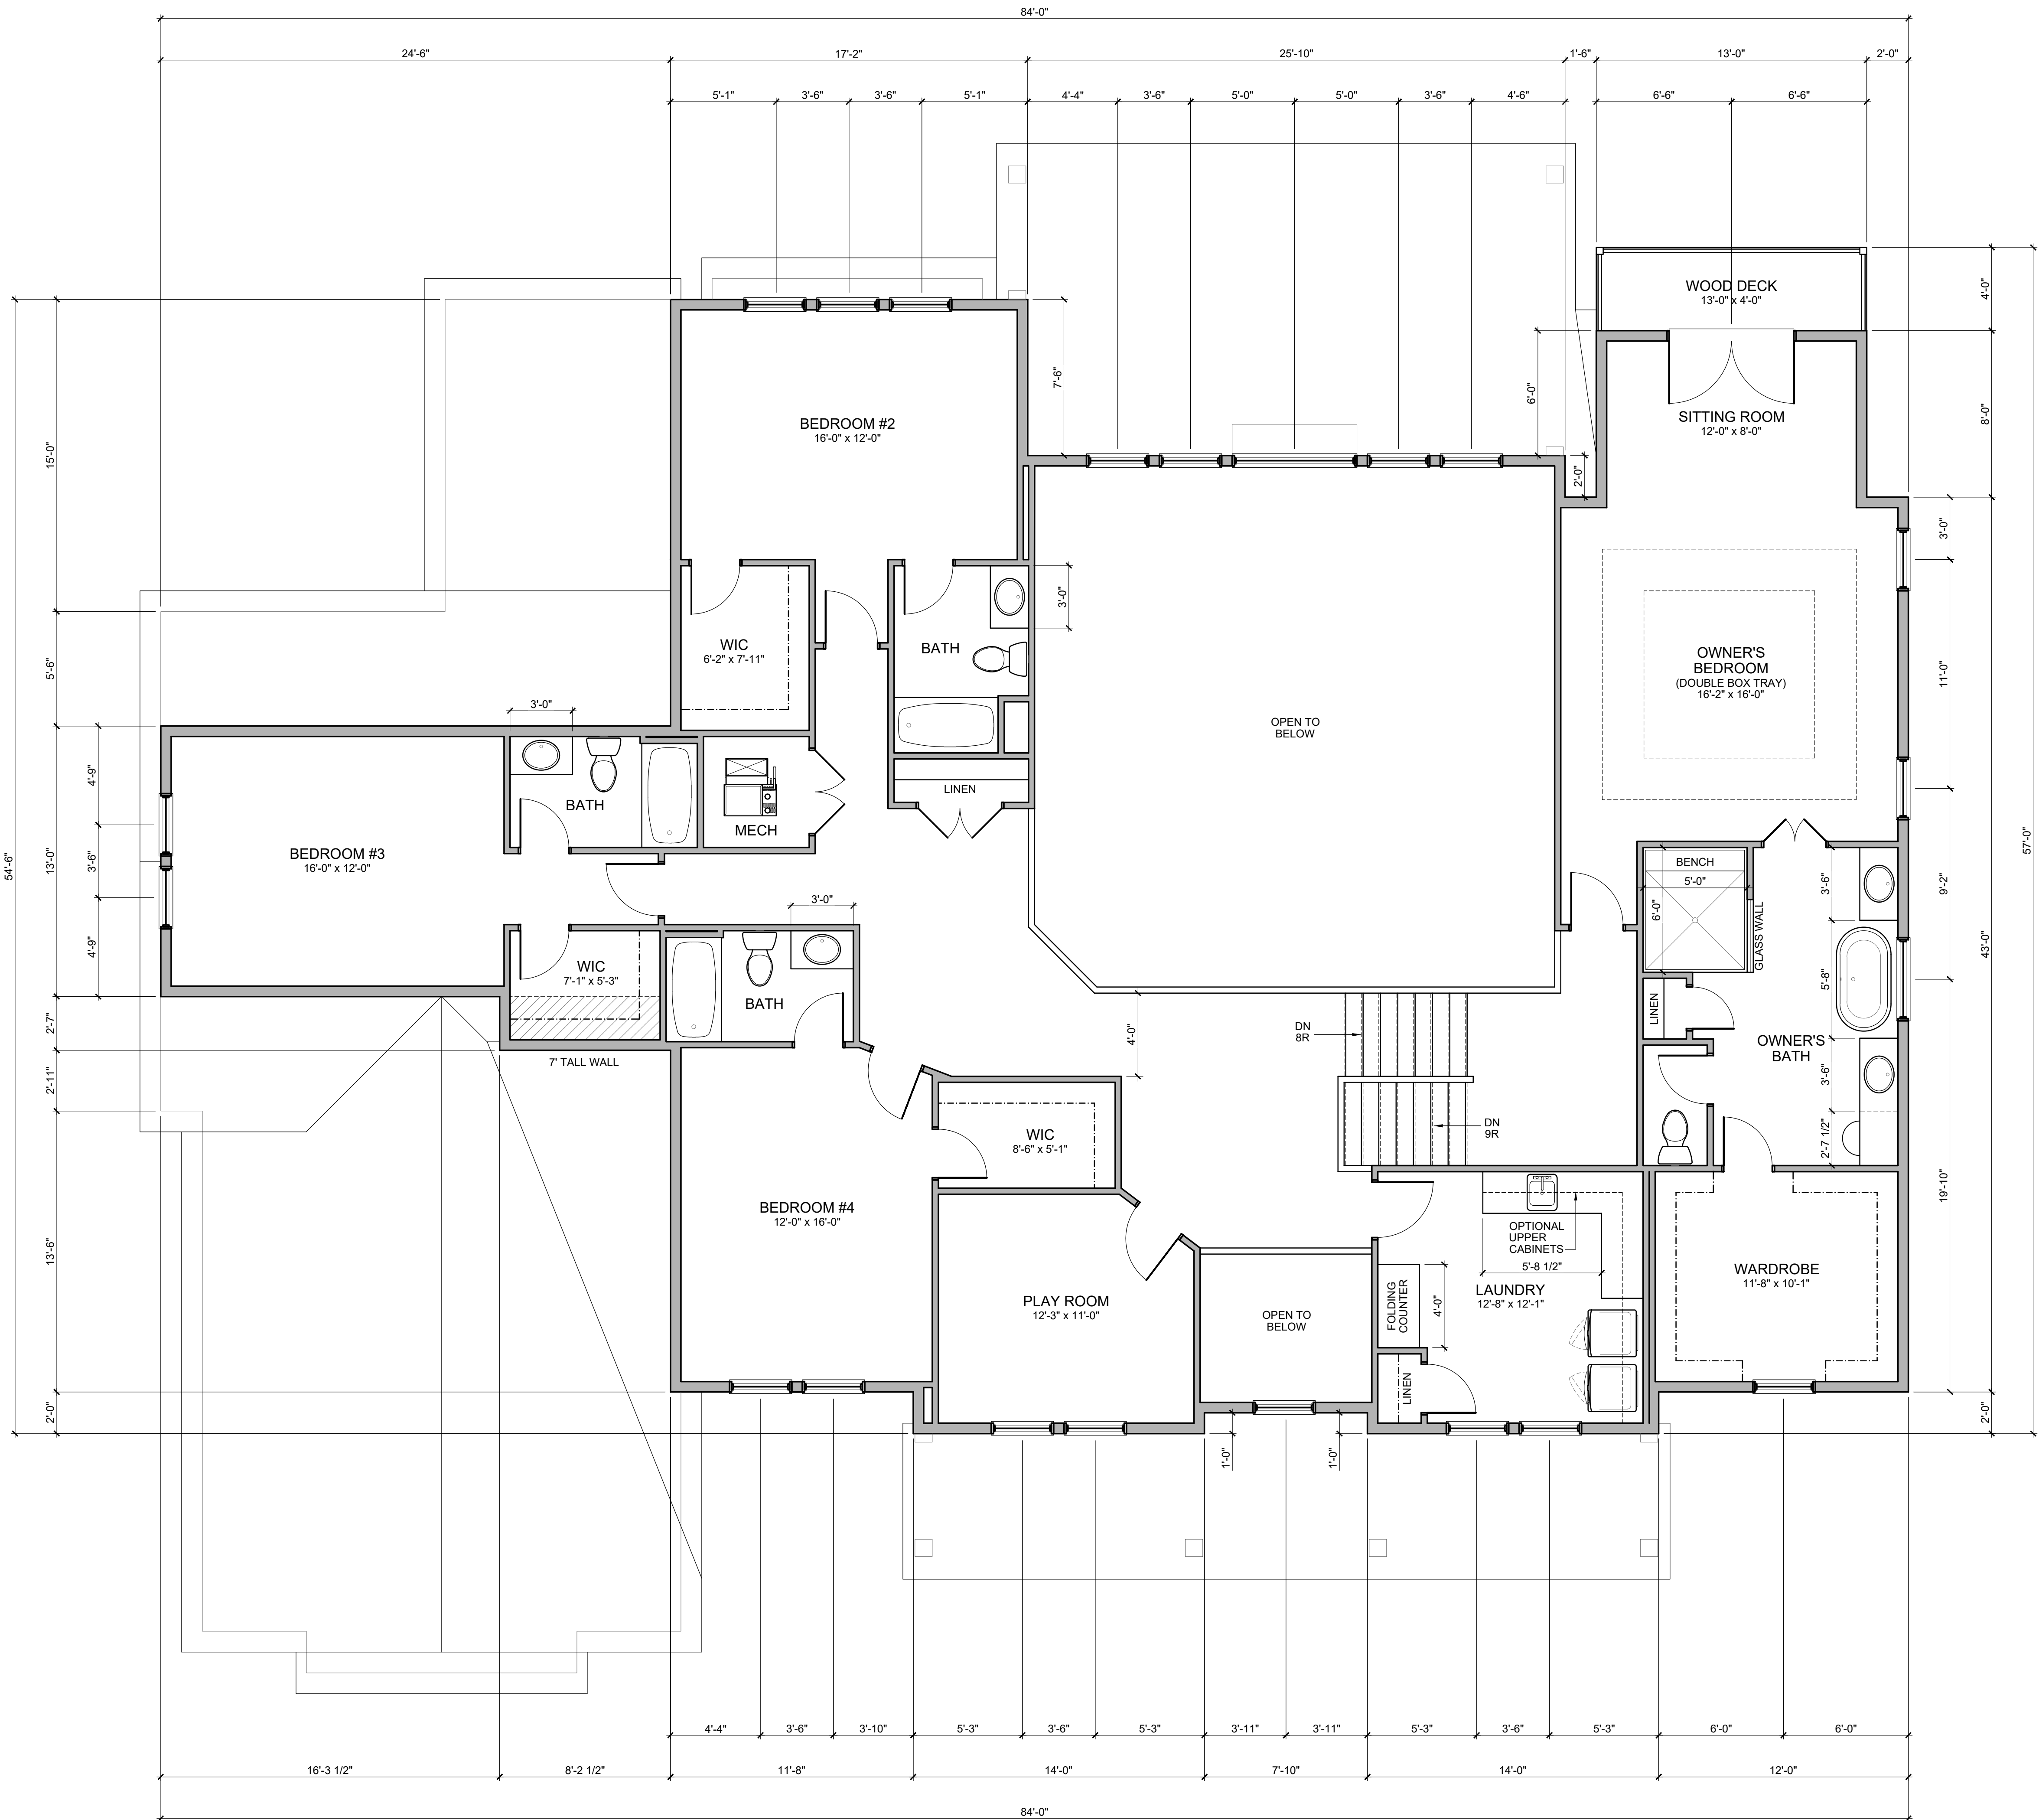 84'-0"
24'-6" 17'-2" 25'-10" 1'-6" 13'-0" 2'-0"
5'-1" 3'-6" 3'-6" 5'-1" 4'-4" 3'-6" 5'-0" 5'-0" 3'-6" 4'-6" 6'-6" 6'-6"
WOOD DECK
13'-0" x 4'-0"
4'-0"
7'-6"
6'-0"
SITTING ROOM
12'-0" x 8'-0"
8'-0"
BEDROOM #2
16'-0" x 12'-0"
15'-0"
2'-0"
3'-0"
3'-0"
WIC
6'-2" x 7'-11"
BATH
5'-6"
OWNER'S
BEDROOM
(DOUBLE BOX TRAY)
16'-2" x 16'-0"
11'-0"
3'-0"
OPEN TO
BELOW
4'-9"
BATH
LINEN
MECH
BEDROOM #3
16'-0" x 12'-0"
3'-6"
13'-0"
54'-6"
57'-0"
BENCH
5'-0"
6'-0"
GLASS WALL
3'-6"
9'-2"
3'-0"
4'-9"
43'-0"
WIC
7'-1" x 5'-3"
BATH
5'-8"
LINEN
2'-7"
7' TALL WALL
4'-0"
DN
8R
OWNER'S
BATH
2'-11"
3'-6"
DN
9R
WIC
8'-6" x 5'-1"
2'-7 1/2"
BEDROOM #4
12'-0" x 16'-0"
19'-10"
13'-6"
OPTIONAL
UPPER
CABINETS
5'-8 1/2"
WARDROBE
11'-8" x 10'-1"
PLAY ROOM
12'-3" x 11'-0"
OPEN TO
BELOW
FOLDING
COUNTER
4'-0"
LAUNDRY
12'-8" x 12'-1"
LINEN
2'-0"
2'-0"
1'-0"
1'-0"
4'-4" 3'-6" 3'-10" 5'-3" 3'-6" 5'-3" 3'-11" 3'-11" 5'-3" 3'-6" 5'-3" 6'-0" 6'-0"
16'-3 1/2" 8'-2 1/2" 11'-8" 14'-0" 7'-10" 14'-0" 12'-0"
84'-0"